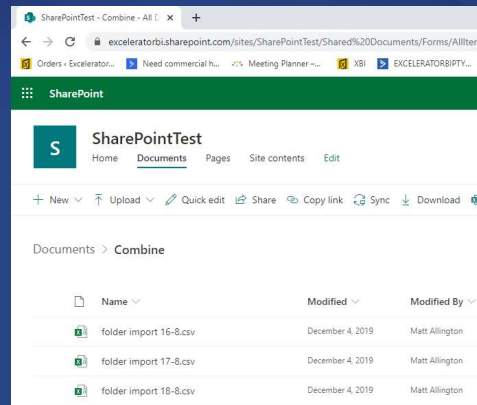 SharePointTest - Combine - All D
exceleratorbi.sharepoint.com/sites/SharePointTest/Shared%20Documents/Forms/AllIter
Orders ‹ Excelerator... Need commercial h... Meeting Planner –... XBI EXCELERATORBIPTY...
SharePoint
S
SharePointTest
Home Documents Pages Site contents Edit
New Upload Quick edit Share Copy link Sync Download
Documents > Combine
Name Modified Modified By
folder import 16-8.csv December 4, 2019 Matt Allington
folder import 17-8.csv December 4, 2019 Matt Allington
folder import 18-8.csv December 4, 2019 Matt Allington